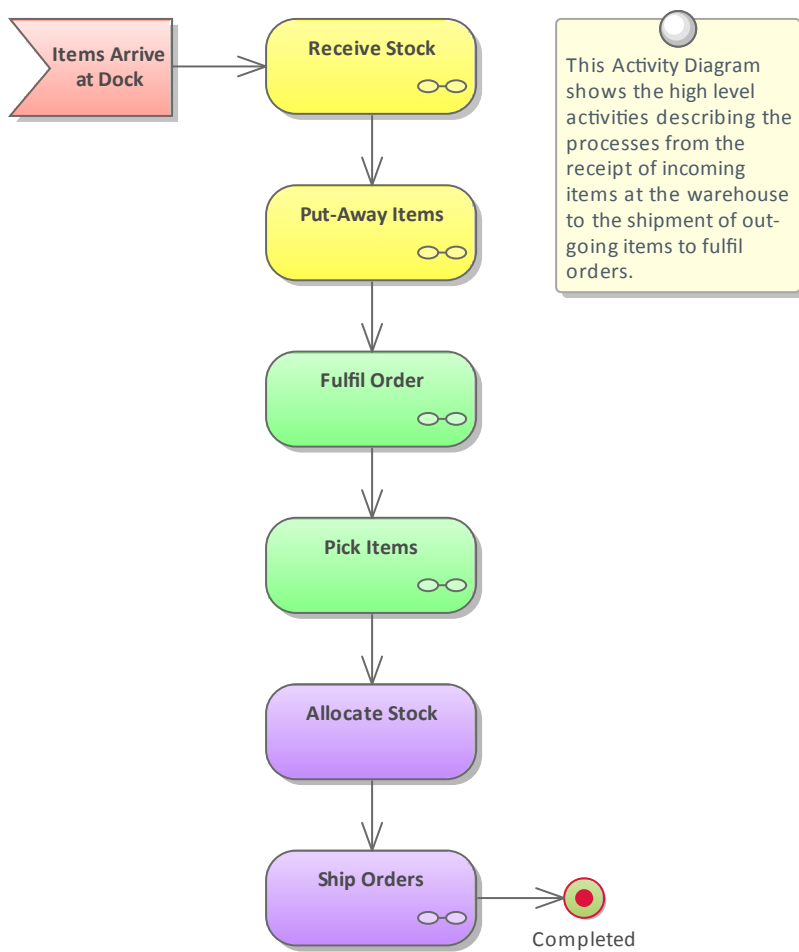 Items Arrive
at Dock
Receive Stock
This Activity Diagram
shows the high level
activities describing the
processes from the
receipt of incoming
items at the warehouse
to the shipment of out-
going items to fulfil
orders.
Put-Away Items
Fulfil Order
Pick Items
Allocate Stock
Ship Orders
Completed